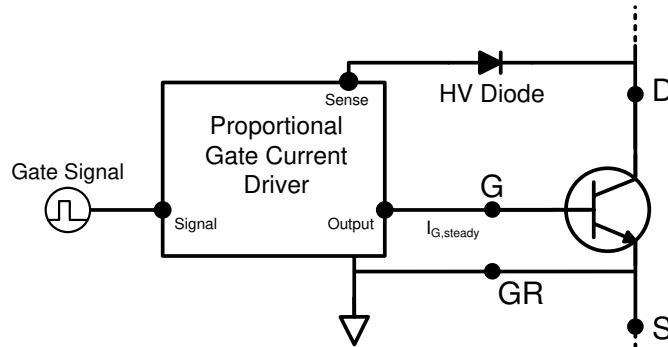 Sense
HV Diode
D
Proportional
Gate Current
Driver
Gate Signal
G
Signal
Output
I_G,steady
GR
S